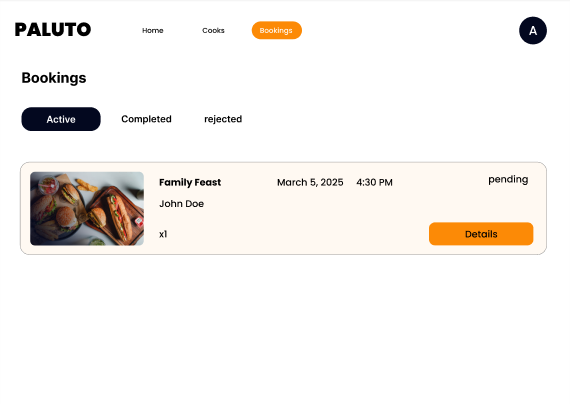 PALUTO Home Cooks Bookings A
Bookings
Active Completed rejected
Family Feast March 5, 2025 4:30 PM pending
John Doe
x1 Details